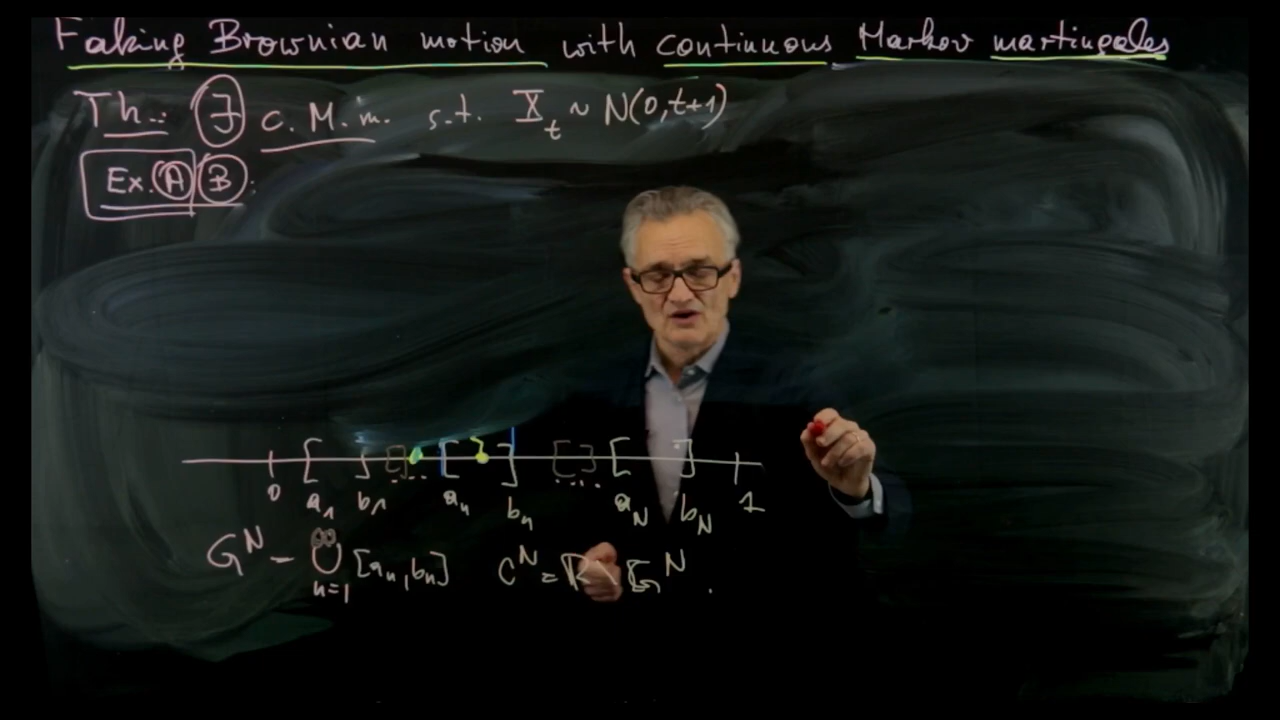 Faking Brownian motion with continuous Markov martingales
Th.: ∃ c. M. m. s.t. X_t ~ N(0,t+1)
Ex. A B :
0 a_1 b_1 .... a_n b_n .... a_N b_N 1
G^N = ∪_{n=1}^∞ [a_n, b_n] C^N = R \ G^N .